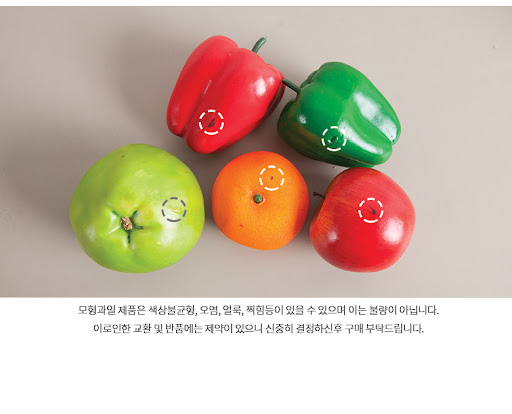 모형과일 제품은 색상불균형, 오염, 얼룩, 찍힘등이 있을 수 있으며 이는 불량이 아닙니다.
이로인한 교환 및 반품에는 제약이 있으니 신중히 결정하신후 구매 부탁드립니다.